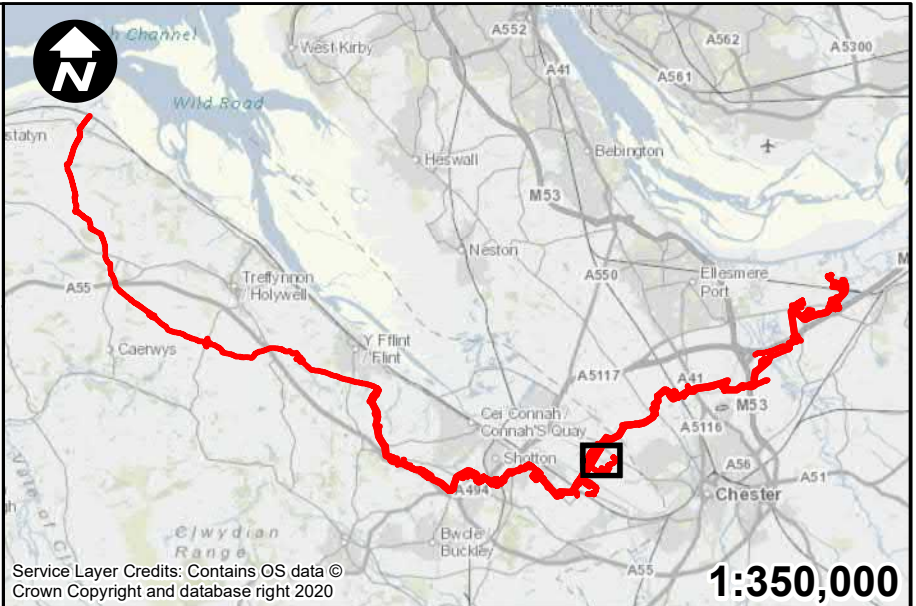 A552
A562
A5300
h Channel
West Kirby
A41
A561
N
Wild Road
statyn
Heswall
Bebington
M53
Neston
Treffynnon
/Holywell
A55
A550
Ellesmere
Port
M
Caerwys
Y Fflint
/Flint
A5117
A41
M53
Cei Connah/
Connah'S Quay
A5116
Shotton
A56
A51
A494
Chester
Clwydian
Range
Bwcle/
Buckley
A55
Service Layer Credits: Contains OS data ©
Crown Copyright and database right 2020
1:350,000